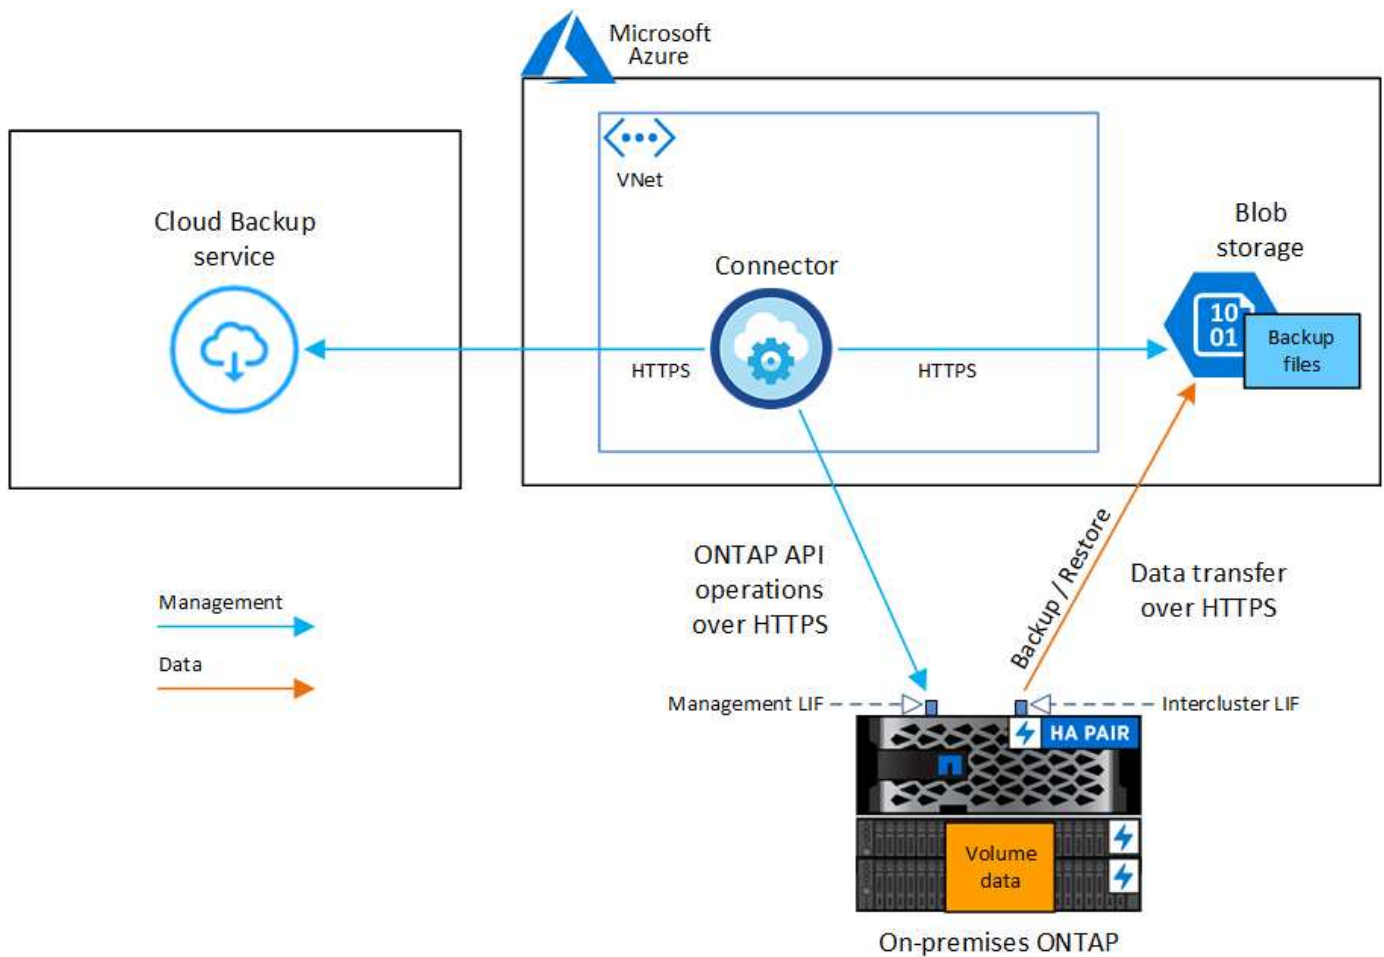 Microsoft
Azure
VNet
Cloud Backup
service
Blob
storage
Connector
10
01
Backup
files
HTTPS
HTTPS
ONTAP API
operations
over HTTPS
Backup / Restore
Data transfer
over HTTPS
Management
Data
Management LIF
Intercluster LIF
HA PAIR
Volume
data
On-premises ONTAP